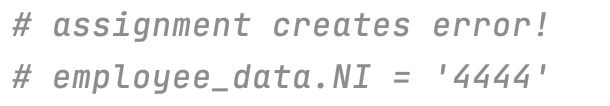 # assignment creates error!
# employee_data.NI = '4444'